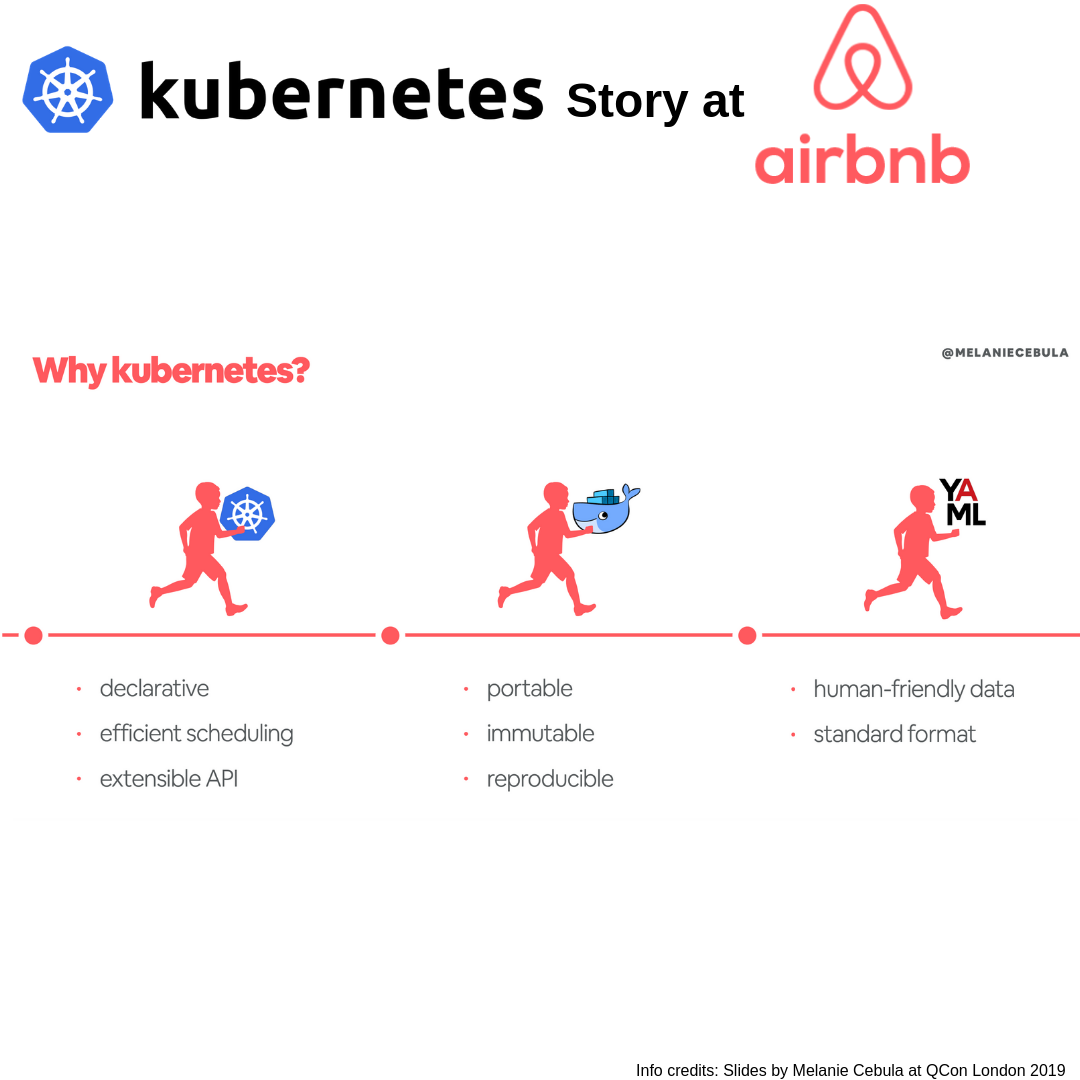 kubernetes Story at
airbnb
@MELANIECEBULA
Why kubernetes?
YA
ML
• declarative
• efficient scheduling
• extensible API
• portable
• immutable
• reproducible
• human-friendly data
• standard format
Info credits: Slides by Melanie Cebula at QCon London 2019